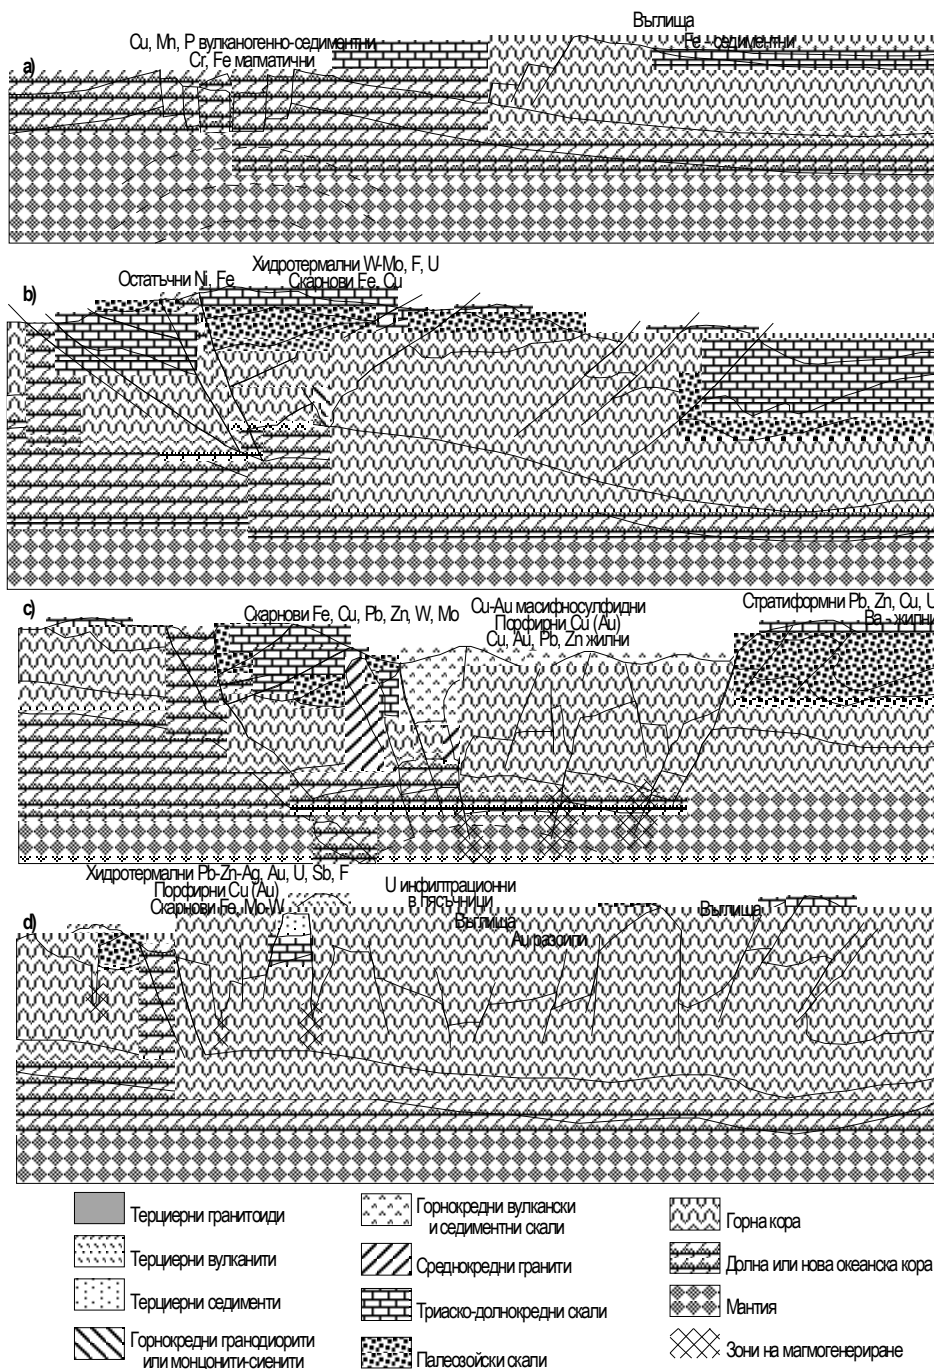 Въглища
Cu, Mn, P вулканогенно-седиментни
Fe - седиментни
Cr, Fe магматични
a)
Хидротермални W-Mo, F, U
Остатъчни Ni, Fe
Скарнови Fe, Cu
b)
Стратиформни Pb, Zn, Cu, U
Cu-Au масифносулфидни
c)
Скарнови Fe, Cu, Pb, Zn, W, Mo
Порфирни Cu (Au)
Ba - жилни
Cu, Au, Pb, Zn жилни
Хидротермални Pb-Zn-Ag, Au, U, Sb, F
Порфирни Cu (Au)
Скарнови Fe, Mo-W
U инфилтрационни
в пясъчници
Въглища
Въглища
d)
Au разсипи
Терциерни гранитоиди
Терциерни вулканити
Терциерни седименти
Горнокредни гранодиорити
или монцонити-сиенити
Горнокредни вулкански
и седиментни скали
Среднокредни гранити
Триаско-долнокредни скали
Палеозойски скали
Горна кора
Долна или нова океанска кора
Мантия
Зони на магмогенериране